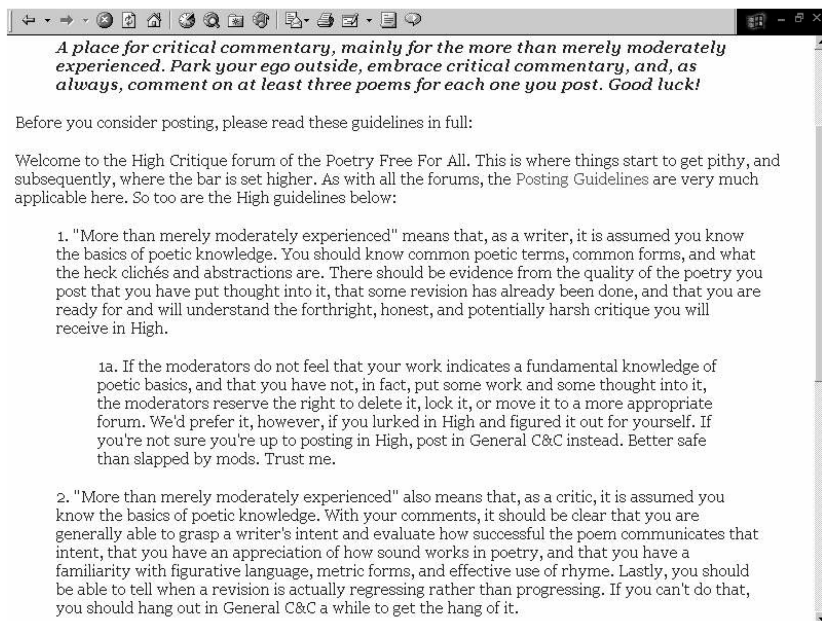 A place for critical commentary, mainly for the more than merely moderately
experienced. Park your ego outside, embrace critical commentary, and, as
always, comment on at least three poems for each one you post. Good luck!
Before you consider posting, please read these guidelines in full:
Welcome to the High Critique forum of the Poetry Free For All. This is where things start to get pithy, and
subsequently, where the bar is set higher. As with all the forums, the Posting Guidelines are very much
applicable here. So too are the High guidelines below:
1. "More than merely moderately experienced" means that, as a writer, it is assumed you know
the basics of poetic knowledge. You should know common poetic terms, common forms, and what
the heck clichés and abstractions are. There should be evidence from the quality of the poetry you
post that you have put thought into it, that some revision has already been done, and that you are
ready for and will understand the forthright, honest, and potentially harsh critique you will
receive in High.
1a. If the moderators do not feel that your work indicates a fundamental knowledge of
poetic basics, and that you have not, in fact, put some work and some thought into it,
the moderators reserve the right to delete it, lock it, or move it to a more appropriate
forum. We'd prefer it, however, if you lurked in High and figured it out for yourself. If
you're not sure you're up to posting in High, post in General C&C instead. Better safe
than slapped by mods. Trust me.
2. "More than merely moderately experienced" also means that, as a critic, it is assumed you
know the basics of poetic knowledge. With your comments, it should be clear that you are
generally able to grasp a writer's intent and evaluate how successful the poem communicates that
intent, that you have an appreciation of how sound works in poetry, and that you have a
familiarity with figurative language, metric forms, and effective use of rhyme. Lastly, you should
be able to tell when a revision is actually regressing rather than progressing. If you can't do that,
you should hang out in General C&C a while to get the hang of it.